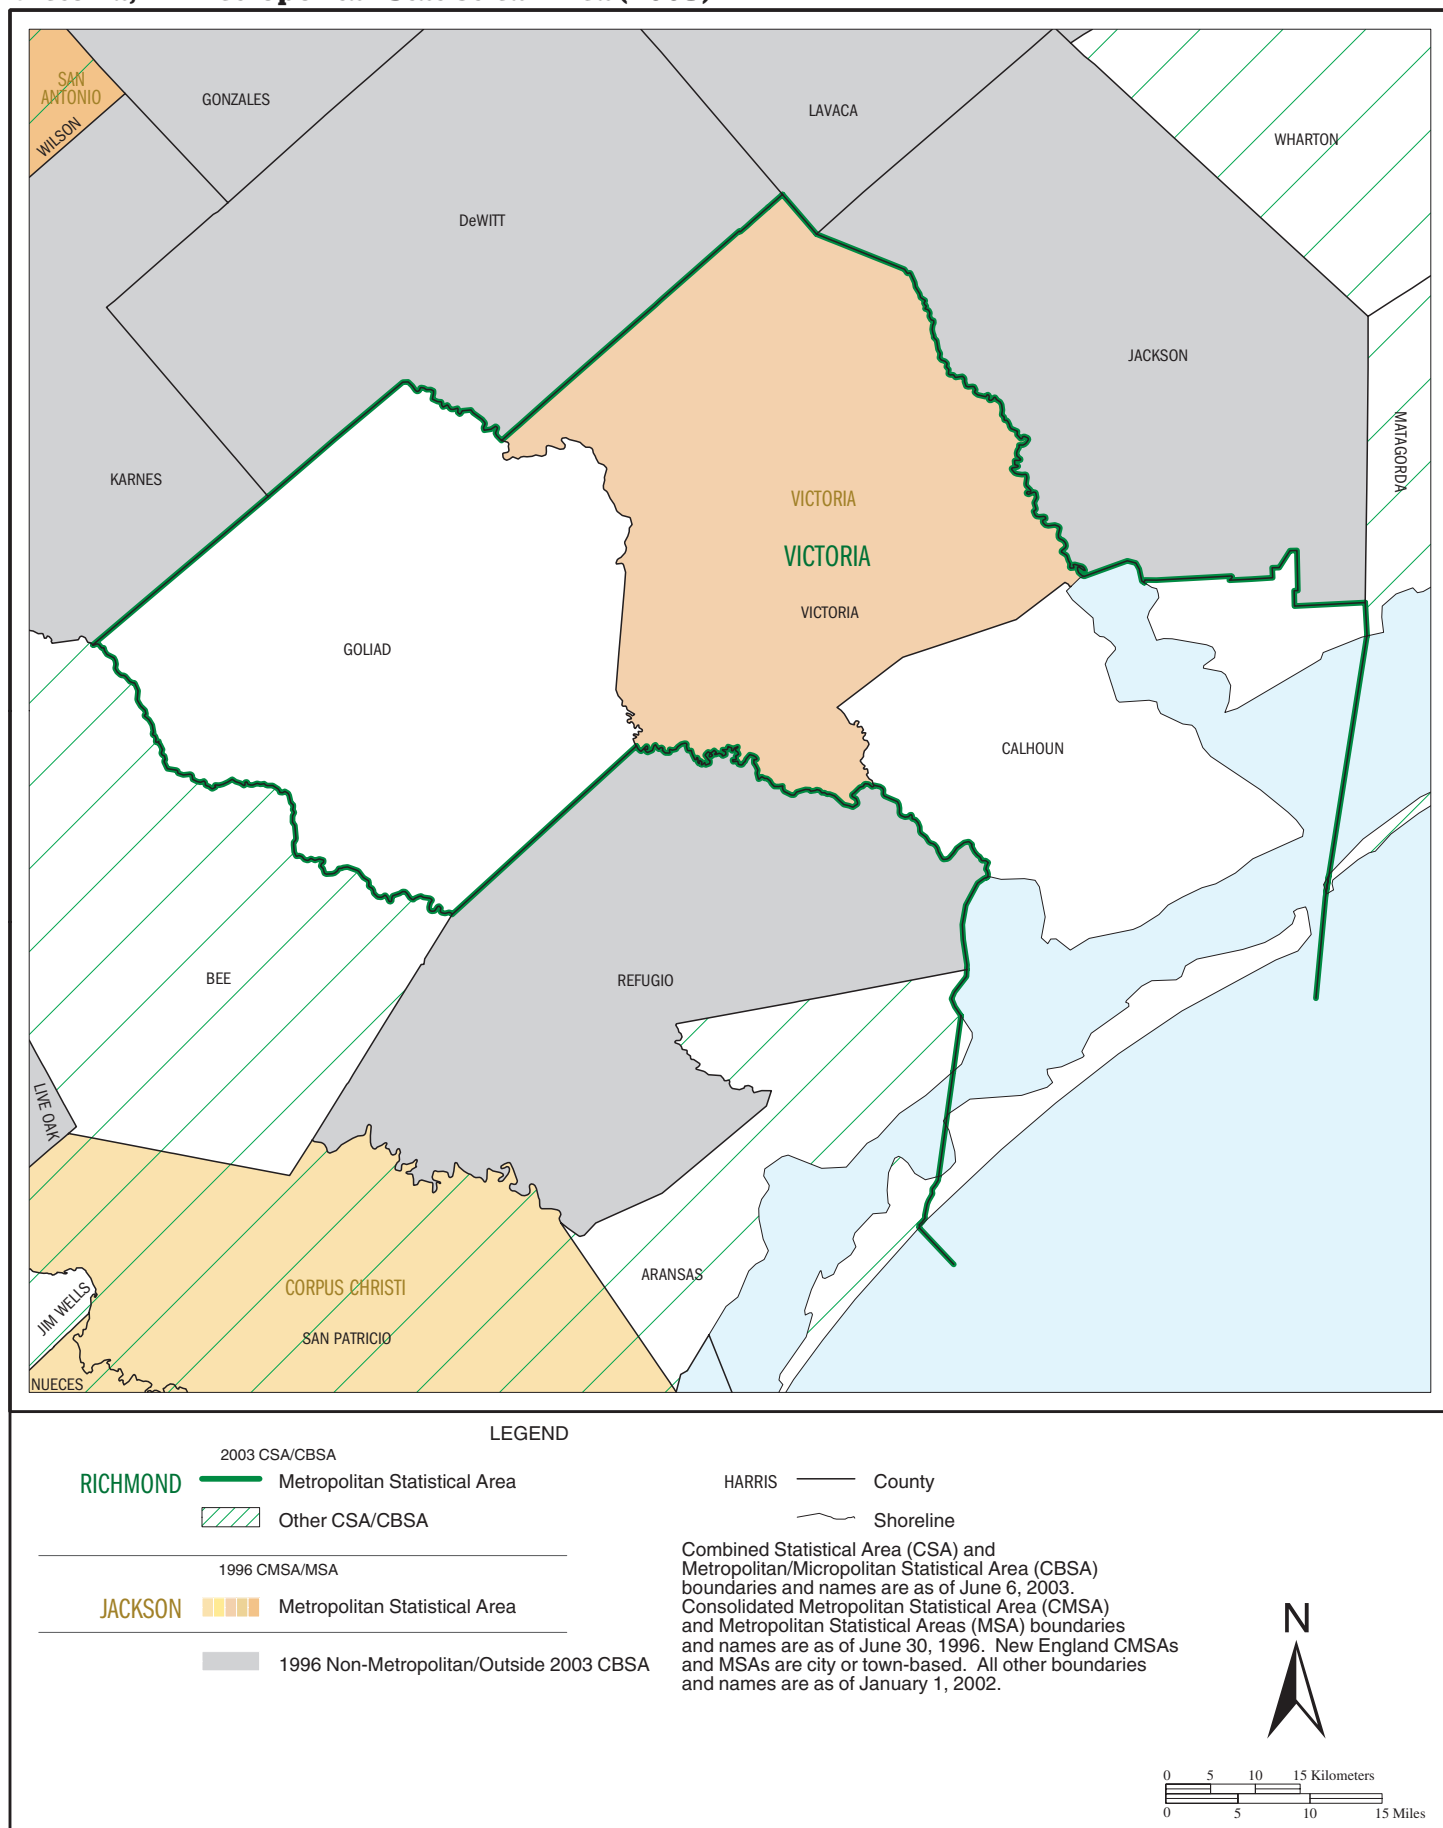 SAN
ANTONIO
WILSON
GONZALES
LAVACA
WHARTON
DeWITT
JACKSON
MATAGORDA
KARNES
VICTORIA
VICTORIA
VICTORIA
GOLIAD
CALHOUN
BEE
REFUGIO
LIVE OAK
ARANSAS
CORPUS CHRISTI
JIM WELLS
SAN PATRICIO
NUECES
LEGEND
2003 CSA/CBSA
RICHMOND Metropolitan Statistical Area
Other CSA/CBSA
1996 CMSA/MSA
JACKSON Metropolitan Statistical Area
1996 Non-Metropolitan/Outside 2003 CBSA
HARRIS County
Shoreline
Combined Statistical Area (CSA) and
Metropolitan/Micropolitan Statistical Area (CBSA)
boundaries and names are as of June 6, 2003.
Consolidated Metropolitan Statistical Area (CMSA)
and Metropolitan Statistical Areas (MSA) boundaries
and names are as of June 30, 1996. New England CMSAs
and MSAs are city or town-based. All other boundaries
and names are as of January 1, 2002.
N
0 5 10 15 Kilometers
0 5 10 15 Miles